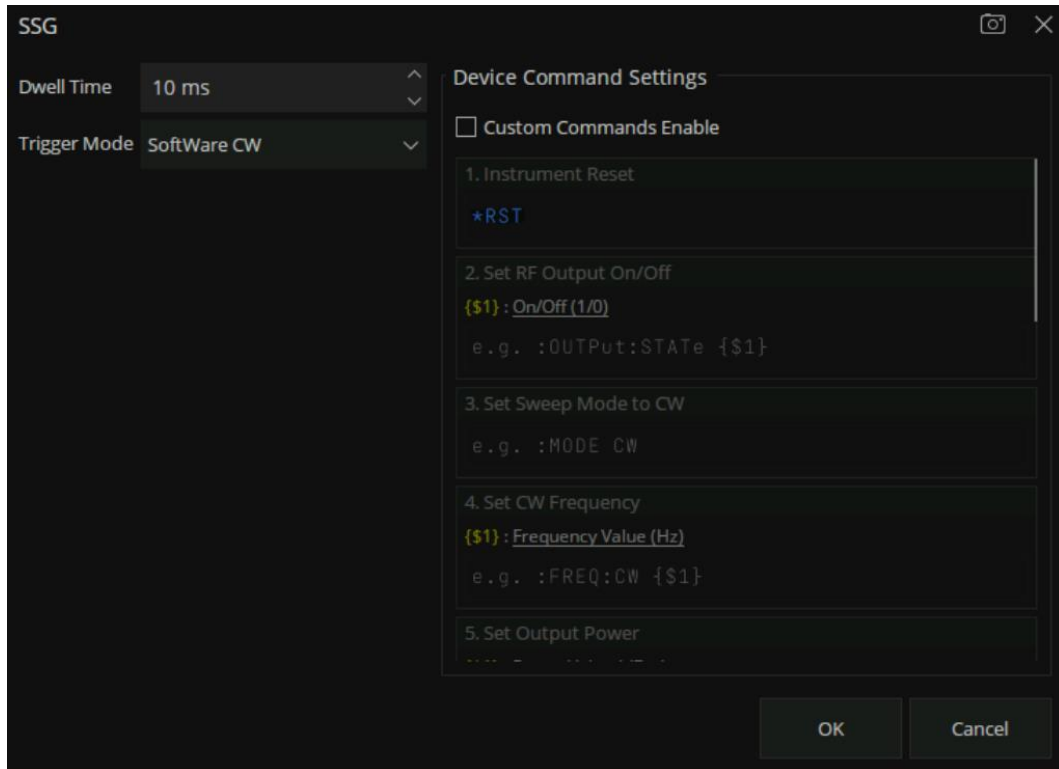 SSG
Dwell Time
10 ms
Trigger Mode
SoftWare CW
Device Command Settings
Custom Commands Enable
1. Instrument Reset
*RST
2. Set RF Output On/Off
{$1} : On/Off (1/0)
e.g. :OUTPut:STATe {$1}
3. Set Sweep Mode to CW
e.g. :MODE CW
4. Set CW Frequency
{$1} : Frequency Value (Hz)
e.g. :FREQ:CW {$1}
5. Set Output Power
OK
Cancel